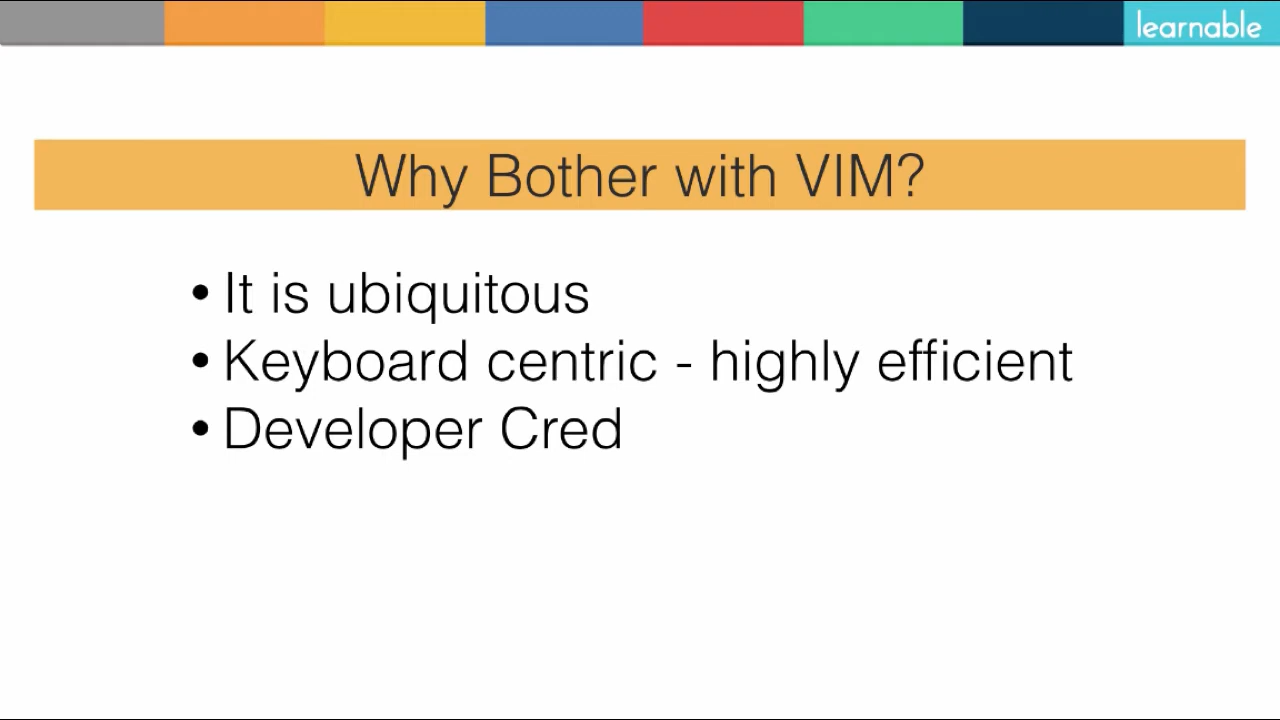 learnable
Why Bother with VIM?
• It is ubiquitous
• Keyboard centric - highly efficient
• Developer Cred